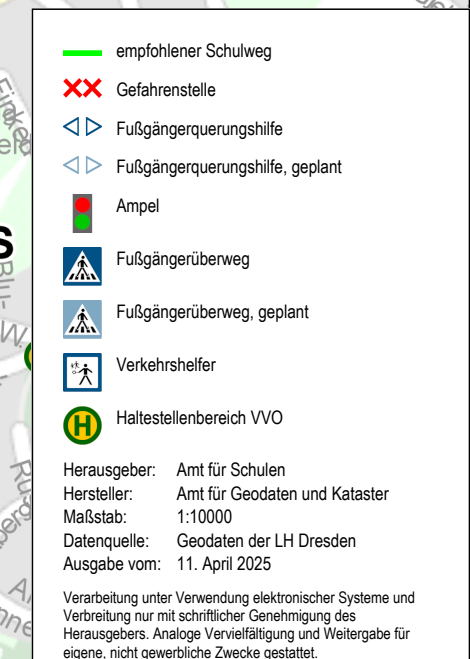 empfohlener Schulweg
Gefahrenstelle
Fußgängerquerungshilfe
Fußgängerquerungshilfe, geplant
Ampel
Fußgängerüberweg
Fußgängerüberweg, geplant
Verkehrshelfer
H Haltestellenbereich VVO
Herausgeber: Amt für Schulen
Hersteller: Amt für Geodaten und Kataster
Maßstab: 1:10000
Datenquelle: Geodaten der LH Dresden
Ausgabe vom: 11. April 2025
Verarbeitung unter Verwendung elektronischer Systeme und
Verbreitung nur mit schriftlicher Genehmigung des
Herausgebers. Analoge Vervielfältigung und Weitergabe für
eigene, nicht gewerbliche Zwecke gestattet.